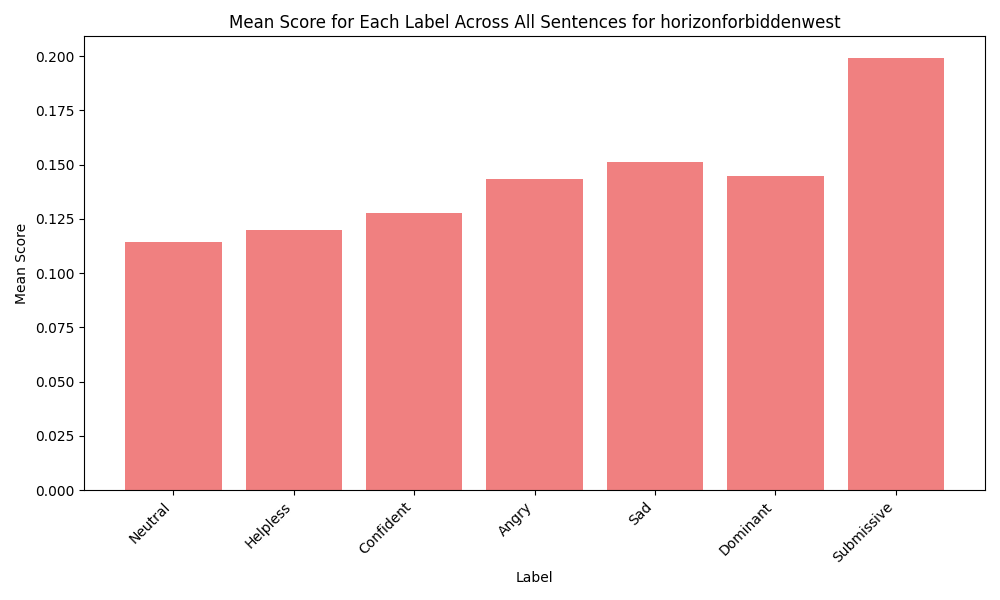 Mean Score for Each Label Across All Sentences for horizonforbiddenwest
0.200
0.175
0.150
0.125
0.100
0.075
0.050
0.025
0.000
Mean Score
Neutral
Helpless
Confident
Angry
Sad
Dominant
Submissive
Label